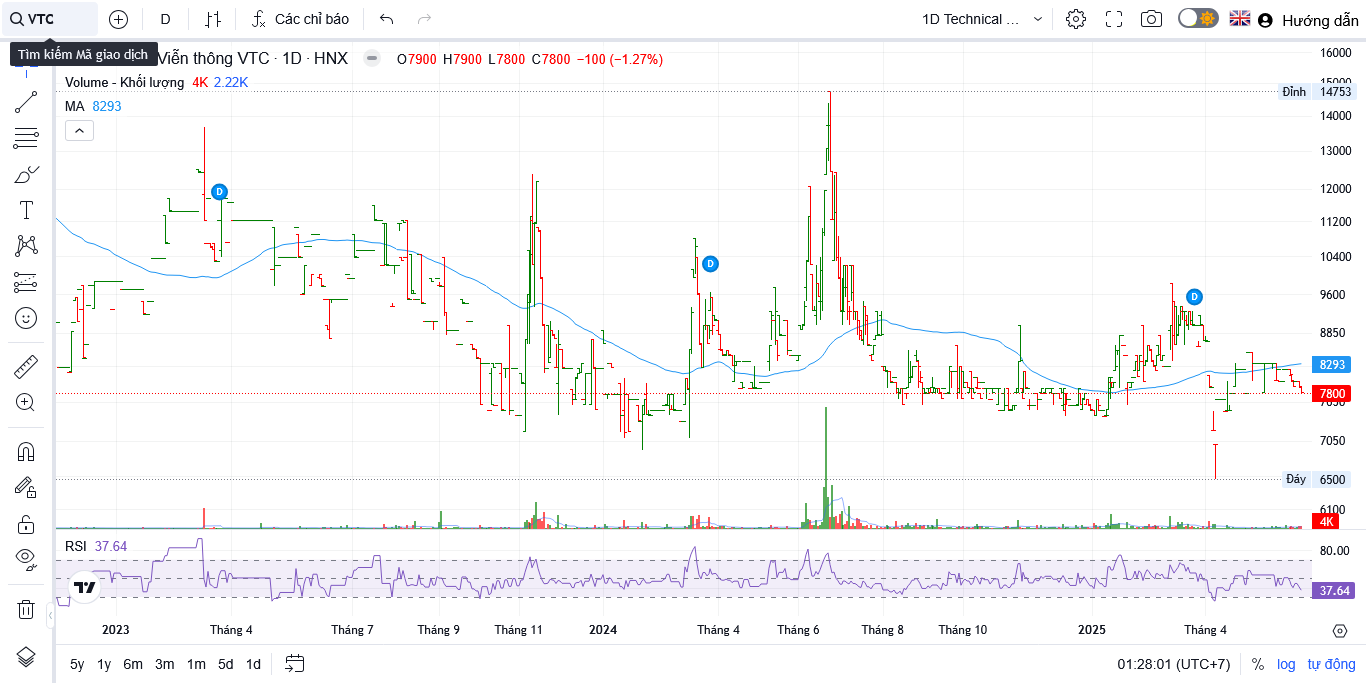 VTC D Các chỉ báo 1D Technical ... Hướng dẫn
Tìm kiếm Mã giao dịch
Viễn thông VTC · 1D · HNX O7900 H7900 L7800 C7800 −100 (−1.27%)
Volume - Khối lượng 4K 2.22K
MA 8293
D
D
D
16000
15000
Đỉnh 14753
14000
13000
12000
11200
10400
9600
8850
8293
7800
7650
7050
Đáy 6500
6100
4K
RSI 37.64
80.00
37.64
2023 Tháng 4 Tháng 7 Tháng 9 Tháng 11 2024 Tháng 4 Tháng 6 Tháng 8 Tháng 10 2025 Tháng 4
5y 1y 6m 3m 1m 5d 1d 01:28:01 (UTC+7) % log tự động